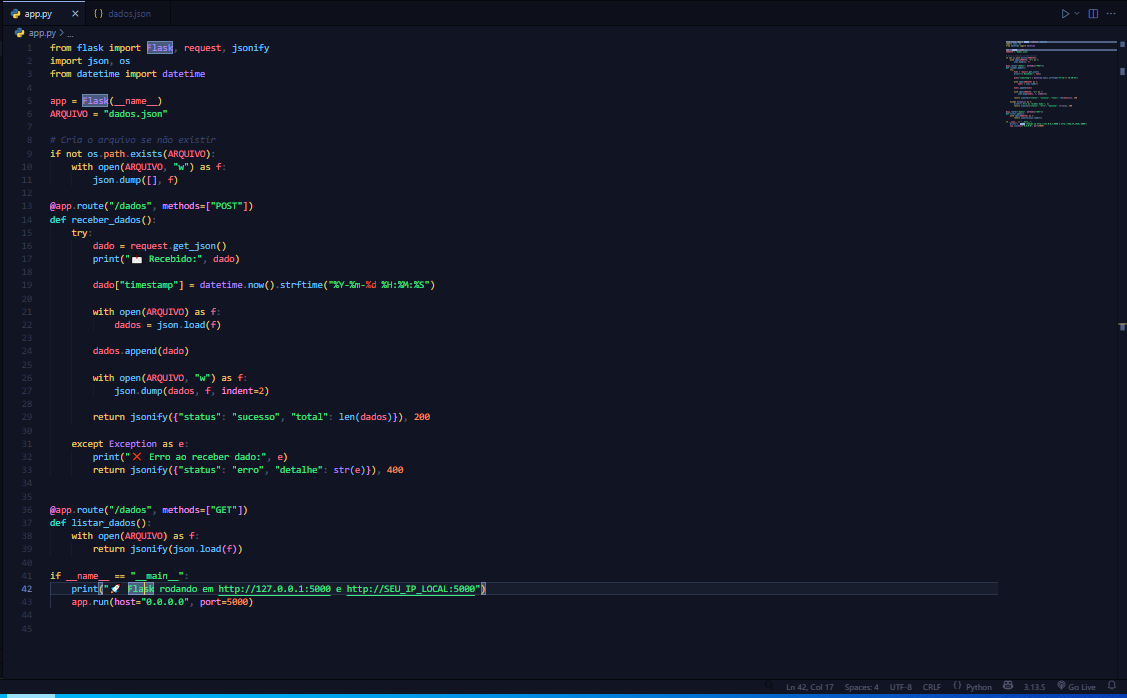 app.py
{} dados.json
app.py > ...
1 from flask import Flask, request, jsonify
2 import json, os
3 from datetime import datetime
4
5 app = Flask(__name__)
6 ARQUIVO = "dados.json"
7
8 # Cria o arquivo se não existir
9 if not os.path.exists(ARQUIVO):
10 with open(ARQUIVO, "w") as f:
11 json.dump([], f)
12
13 @app.route("/dados", methods=["POST"])
14 def receber_dados():
15 try:
16 dado = request.get_json()
17 print("📩 Recebido:", dado)
18
19 dado["timestamp"] = datetime.now().strftime("%Y-%m-%d %H:%M:%S")
20
21 with open(ARQUIVO) as f:
22 dados = json.load(f)
23
24 dados.append(dado)
25
26 with open(ARQUIVO, "w") as f:
27 json.dump(dados, f, indent=2)
28
29 return jsonify({"status": "sucesso", "total": len(dados)}), 200
30
31 except Exception as e:
32 print("❌ Erro ao receber dado:", e)
33 return jsonify({"status": "erro", "detalhe": str(e)}), 400
34
35
36 @app.route("/dados", methods=["GET"])
37 def listar_dados():
38 with open(ARQUIVO) as f:
39 return jsonify(json.load(f))
40
41 if __name__ == "__main__":
42 print("🚀 Flask rodando em http://127.0.0.1:5000 e http://SEU_IP_LOCAL:5000")
43 app.run(host="0.0.0.0", port=5000)
44
45
Ln 42, Col 17 Spaces: 4 UTF-8 CRLF {} Python 3.13.5 Go Live